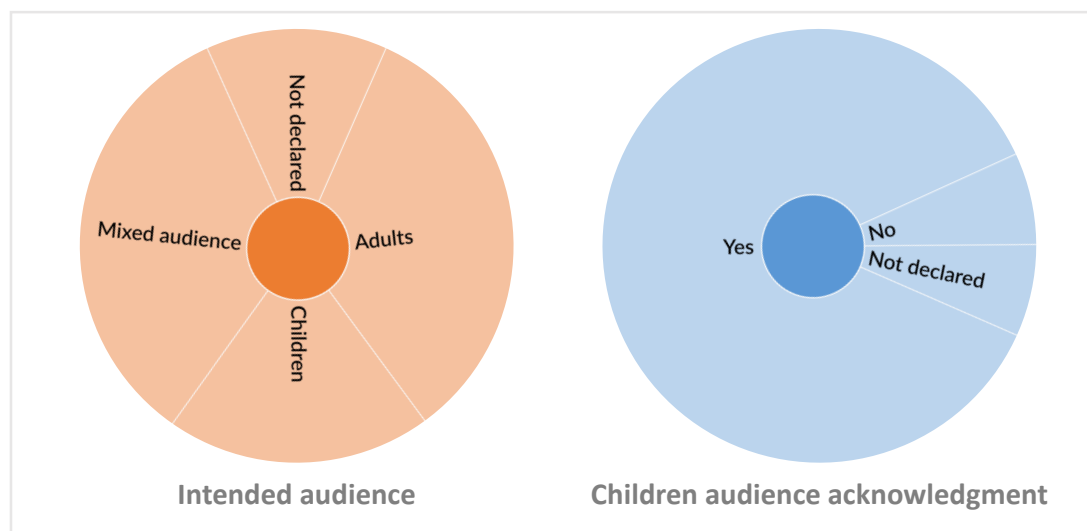 Not declared
Mixed audience
Adults
Children
Intended audience
Yes
No
Not declared
Children audience acknowledgment